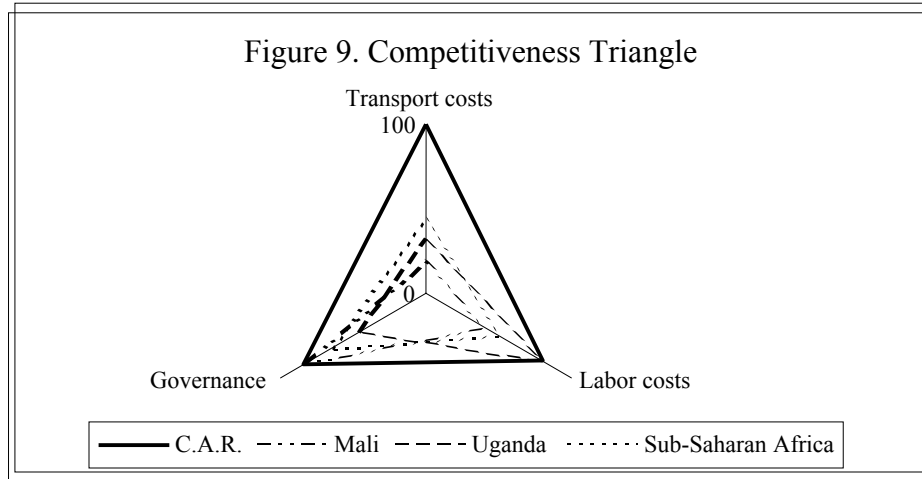 Figure 9. Competitiveness Triangle
Transport costs
100
0
Governance
Labor costs
C.A.R. Mali Uganda Sub-Saharan Africa